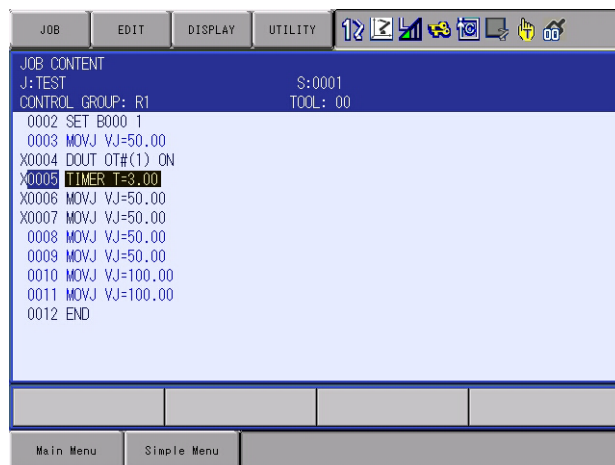 JOB EDIT DISPLAY UTILITY
JOB CONTENT
J:TEST S:0001
CONTROL GROUP: R1 TOOL: 00
0002 SET B000 1
0003 MOVJ VJ=50.00
X0004 DOUT OT#(1) ON
X0005 TIMER T=3.00
X0006 MOVJ VJ=50.00
X0007 MOVJ VJ=50.00
0008 MOVJ VJ=50.00
0009 MOVJ VJ=50.00
0010 MOVJ VJ=100.00
0011 MOVJ VJ=100.00
0012 END
Main Menu Simple Menu